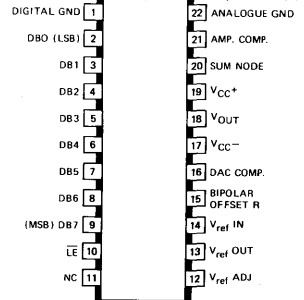 DIGITAL GND 1 22 ANALOGUE GND
DBO (LSB) 2 21 AMP. COMP.
DB1 3 20 SUM NODE
DB2 4 19 VCC+
DB3 5 18 VOUT
DB4 6 17 VCC−
DB5 7 16 DAC COMP.
DB6 8 15 BIPOLAR
OFFSET R
(MSB) DB7 9 14 Vref IN
L̅E̅ 10 13 Vref OUT
NC 11 12 Vref ADJ